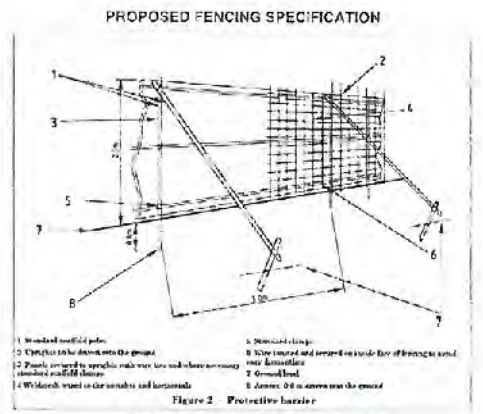 PROPOSED FENCING SPECIFICATION
1
2
3
4
5
6
7
7
8
1 Standard scaffold poles
2 Uprights to be driven into the ground
3 Panels secured to uprights with wire ties and where necessary
standard scaffold clamps
4 Weldmesh wired to the uprights and horizontals
5 Standard clamps
6 Wire twisted and secured on inside face of fencing to avoid
easy dismantling
7 Ground level
8 Approx. 0.6 m driven into the ground
Figure 2 Protective barrier